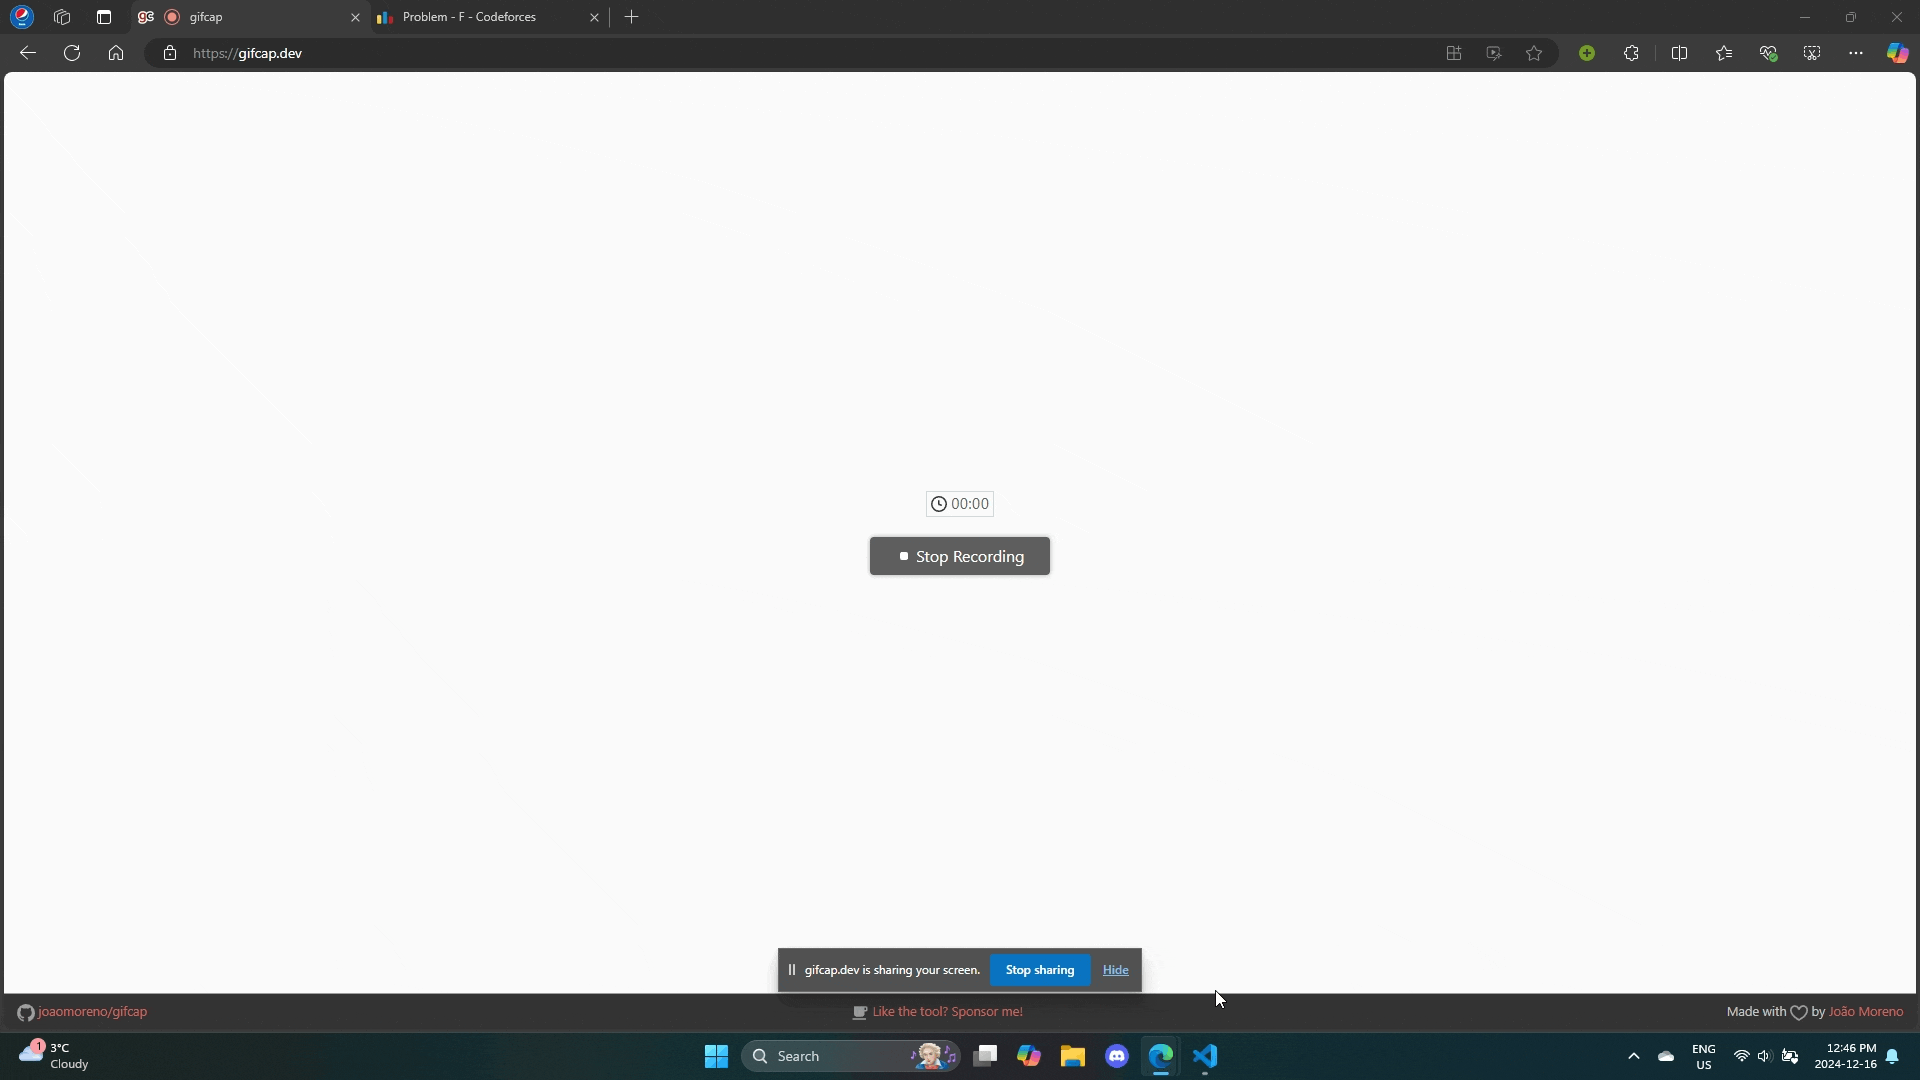 gc gifcap
Problem - F - Codeforces
https://gifcap.dev
00:00
Stop Recording
gifcap.dev is sharing your screen. Stop sharing Hide
joaomoreno/gifcap
Like the tool? Sponsor me!
Made with by João Moreno
1
3°C
Cloudy
Search
ENG
US
12:46 PM
2024-12-16